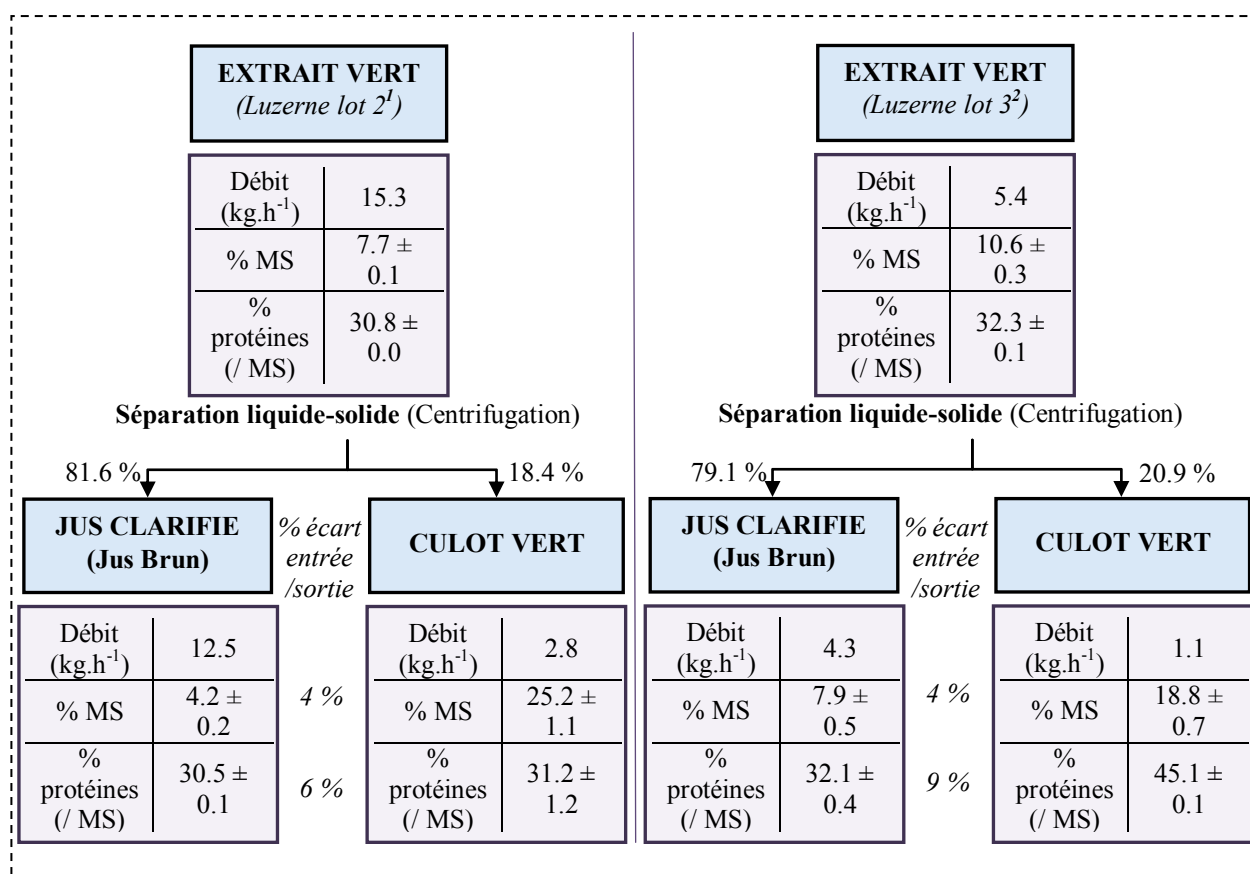 EXTRAIT VERT
(Luzerne lot 2¹)
Débit
(kg.h⁻¹)
15.3
% MS
7.7 ±
0.1
%
protéines
(/ MS)
30.8 ±
0.0
Séparation liquide-solide (Centrifugation)
81.6 %
18.4 %
JUS CLARIFIE
(Jus Brun)
% écart
entrée
/sortie
CULOT VERT
Débit
(kg.h⁻¹)
12.5
% MS
4.2 ±
0.2
%
protéines
(/ MS)
30.5 ±
0.1
4 %
6 %
Débit
(kg.h⁻¹)
2.8
% MS
25.2 ±
1.1
%
protéines
(/ MS)
31.2 ±
1.2
EXTRAIT VERT
(Luzerne lot 3²)
Débit
(kg.h⁻¹)
5.4
% MS
10.6 ±
0.3
%
protéines
(/ MS)
32.3 ±
0.1
Séparation liquide-solide (Centrifugation)
79.1 %
20.9 %
JUS CLARIFIE
(Jus Brun)
% écart
entrée
/sortie
CULOT VERT
Débit
(kg.h⁻¹)
4.3
% MS
7.9 ±
0.5
%
protéines
(/ MS)
32.1 ±
0.4
4 %
9 %
Débit
(kg.h⁻¹)
1.1
% MS
18.8 ±
0.7
%
protéines
(/ MS)
45.1 ±
0.1